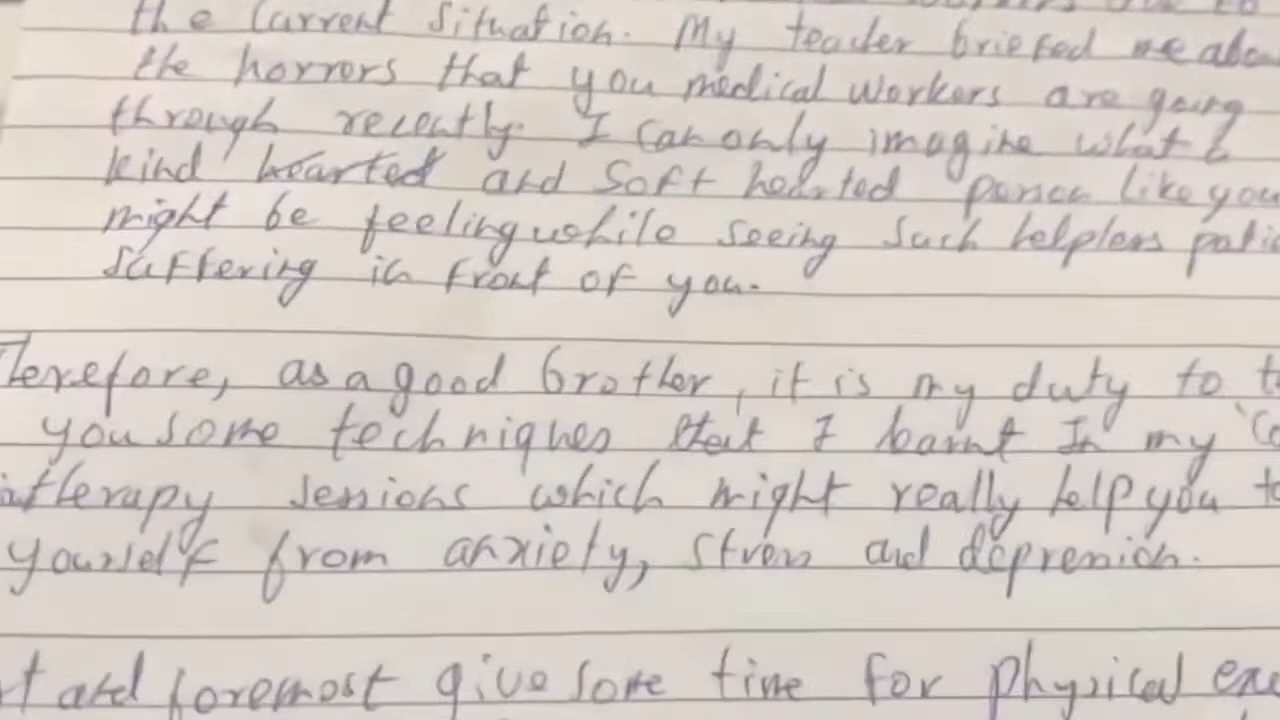 the current situation. My teacher briefed me
the horrors that you medical workers are going
through recently. I can only imagine what a
kind hearted and soft hearted person like you
might be feeling while seeing such helpless
suffering in front of you.
Therefore, as a good brother, it is my duty to
you some techniques that I learnt In my
therapy sessions which might really help you
yourself from anxiety, stress and depression.
and foremost give some time for physical